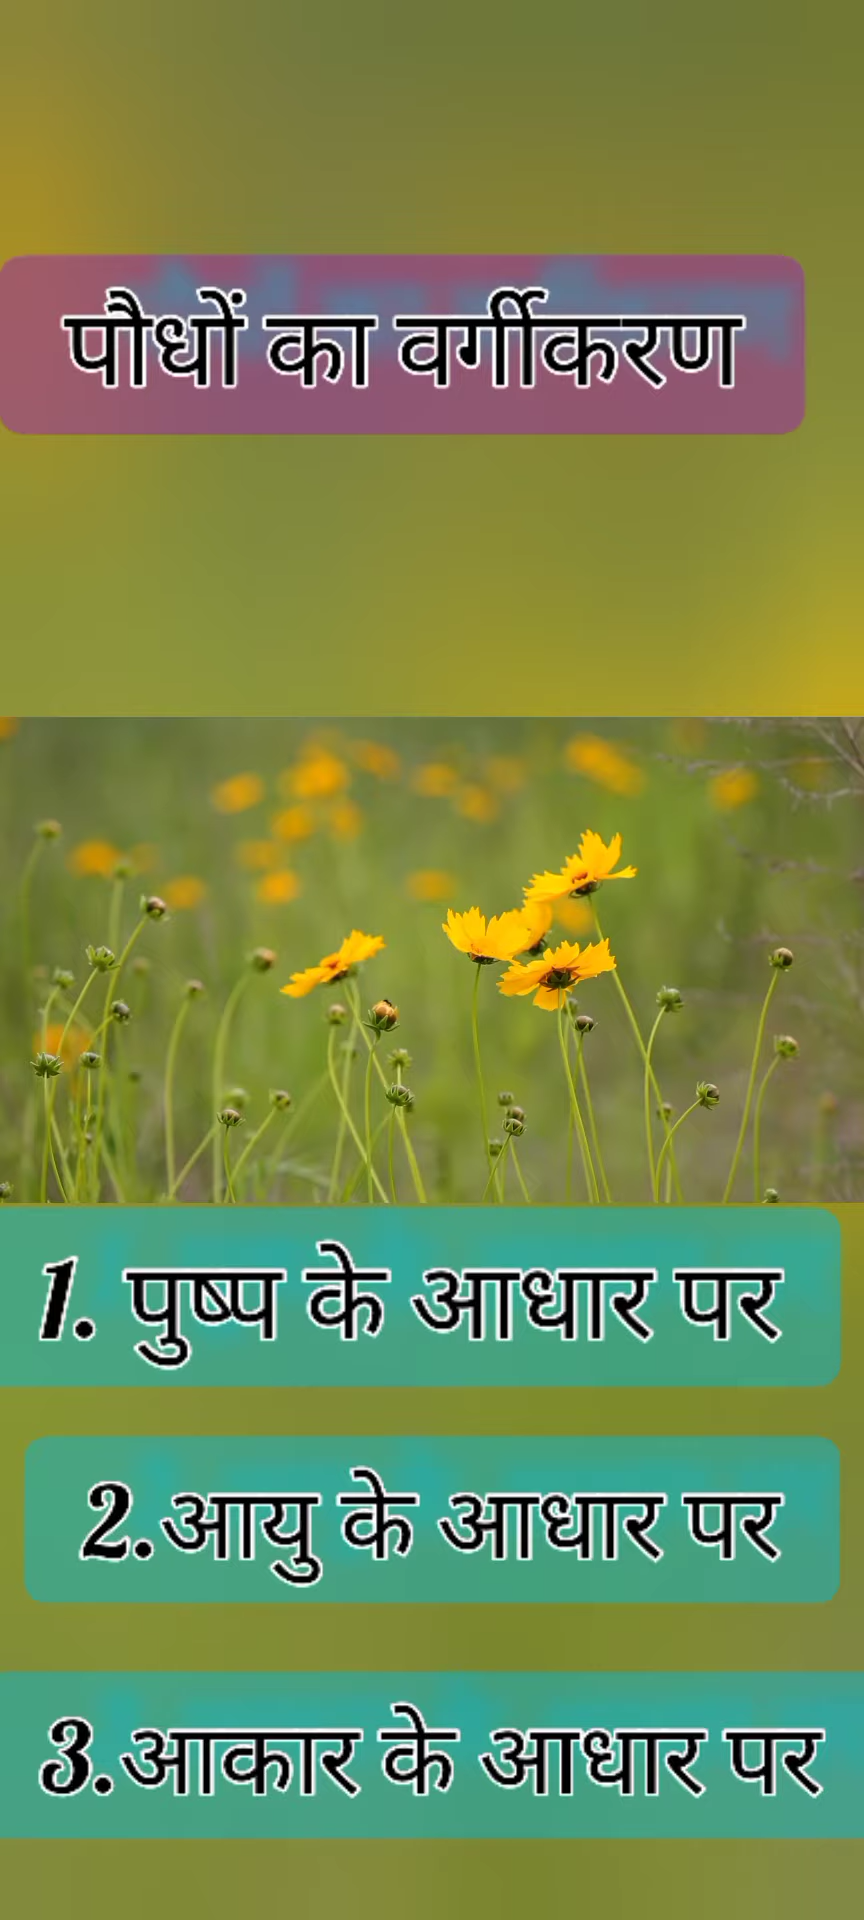 पौधों का वर्गीकरण
1. पुष्प के आधार पर
2.आयु के आधार पर
3.आकार के आधार पर